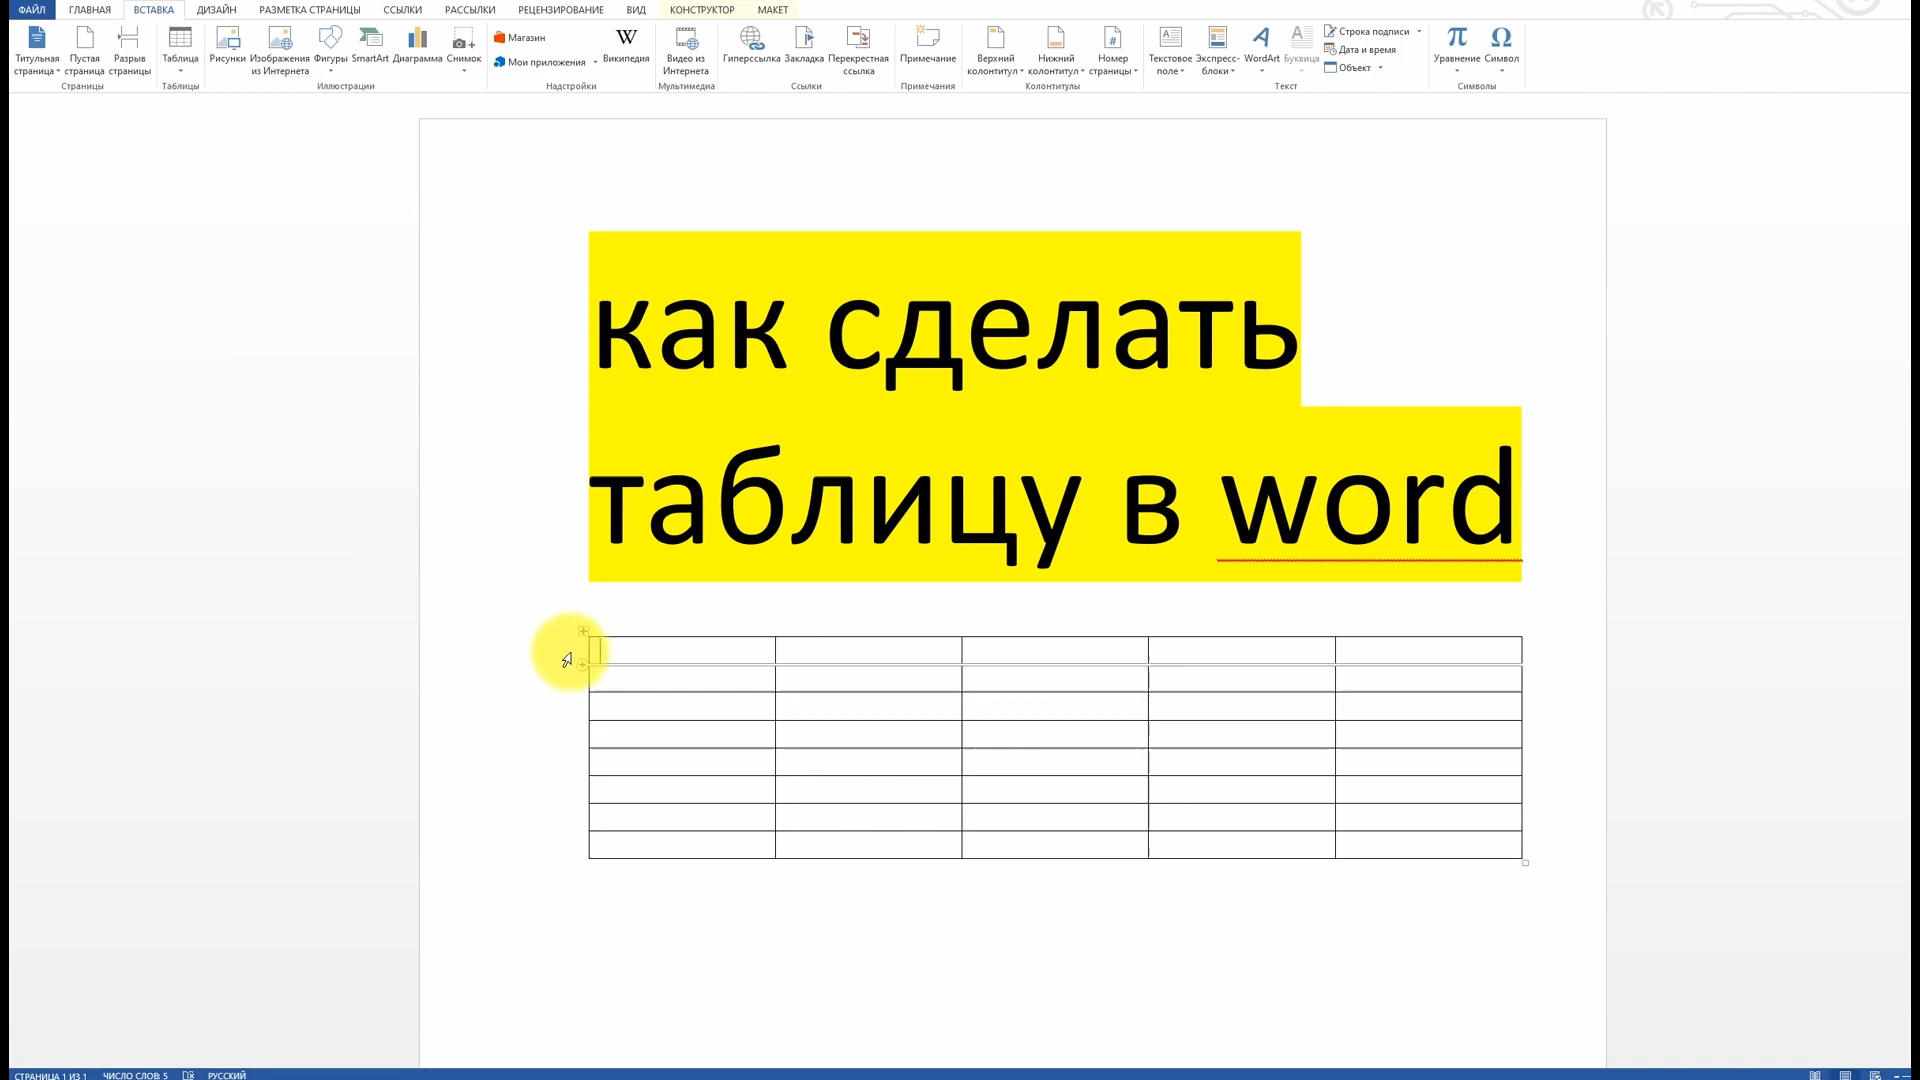 ФАЙЛ ГЛАВНАЯ ВСТАВКА ДИЗАЙН РАЗМЕТКА СТРАНИЦЫ ССЫЛКИ РАССЫЛКИ РЕЦЕНЗИРОВАНИЕ ВИД КОНСТРУКТОР МАКЕТ
Титульная страница
Пустая страница
Разрыв страницы
Страницы
Таблица
Таблицы
Рисунки
Изображения из Интернета
Фигуры
SmartArt
Диаграмма
Снимок
Иллюстрации
Магазин
Мои приложения
W
Википедия
Надстройки
Видео из Интернета
Мультимедиа
Гиперссылка
Закладка
Перекрестная ссылка
Ссылки
Примечание
Примечания
Верхний колонтитул
Нижний колонтитул
#
Номер страницы
Колонтитулы
A
Текстовое поле
Экспресс-блоки
A
WordArt
A
Буквица
Строка подписи
Дата и время
Объект
Текст
π
Уравнение
Ω
Символ
Символы
как сделать
таблицу в word
СТРАНИЦА 1 ИЗ 1 ЧИСЛО СЛОВ: 5 РУССКИЙ